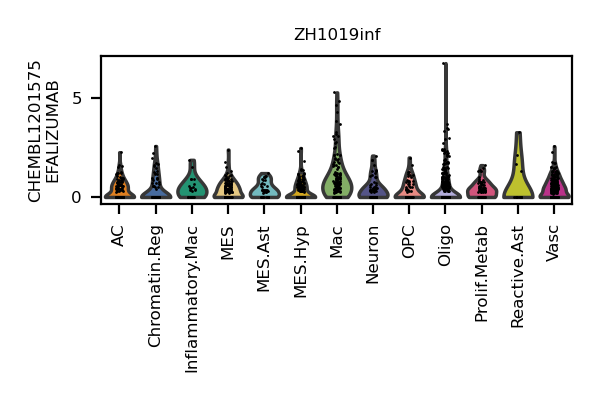 ZH1019inf
CHEMBL1201575
EFALIZUMAB
5
0
AC
Chromatin.Reg
Inflammatory.Mac
MES
MES.Ast
MES.Hyp
Mac
Neuron
OPC
Oligo
Prolif.Metab
Reactive.Ast
Vasc